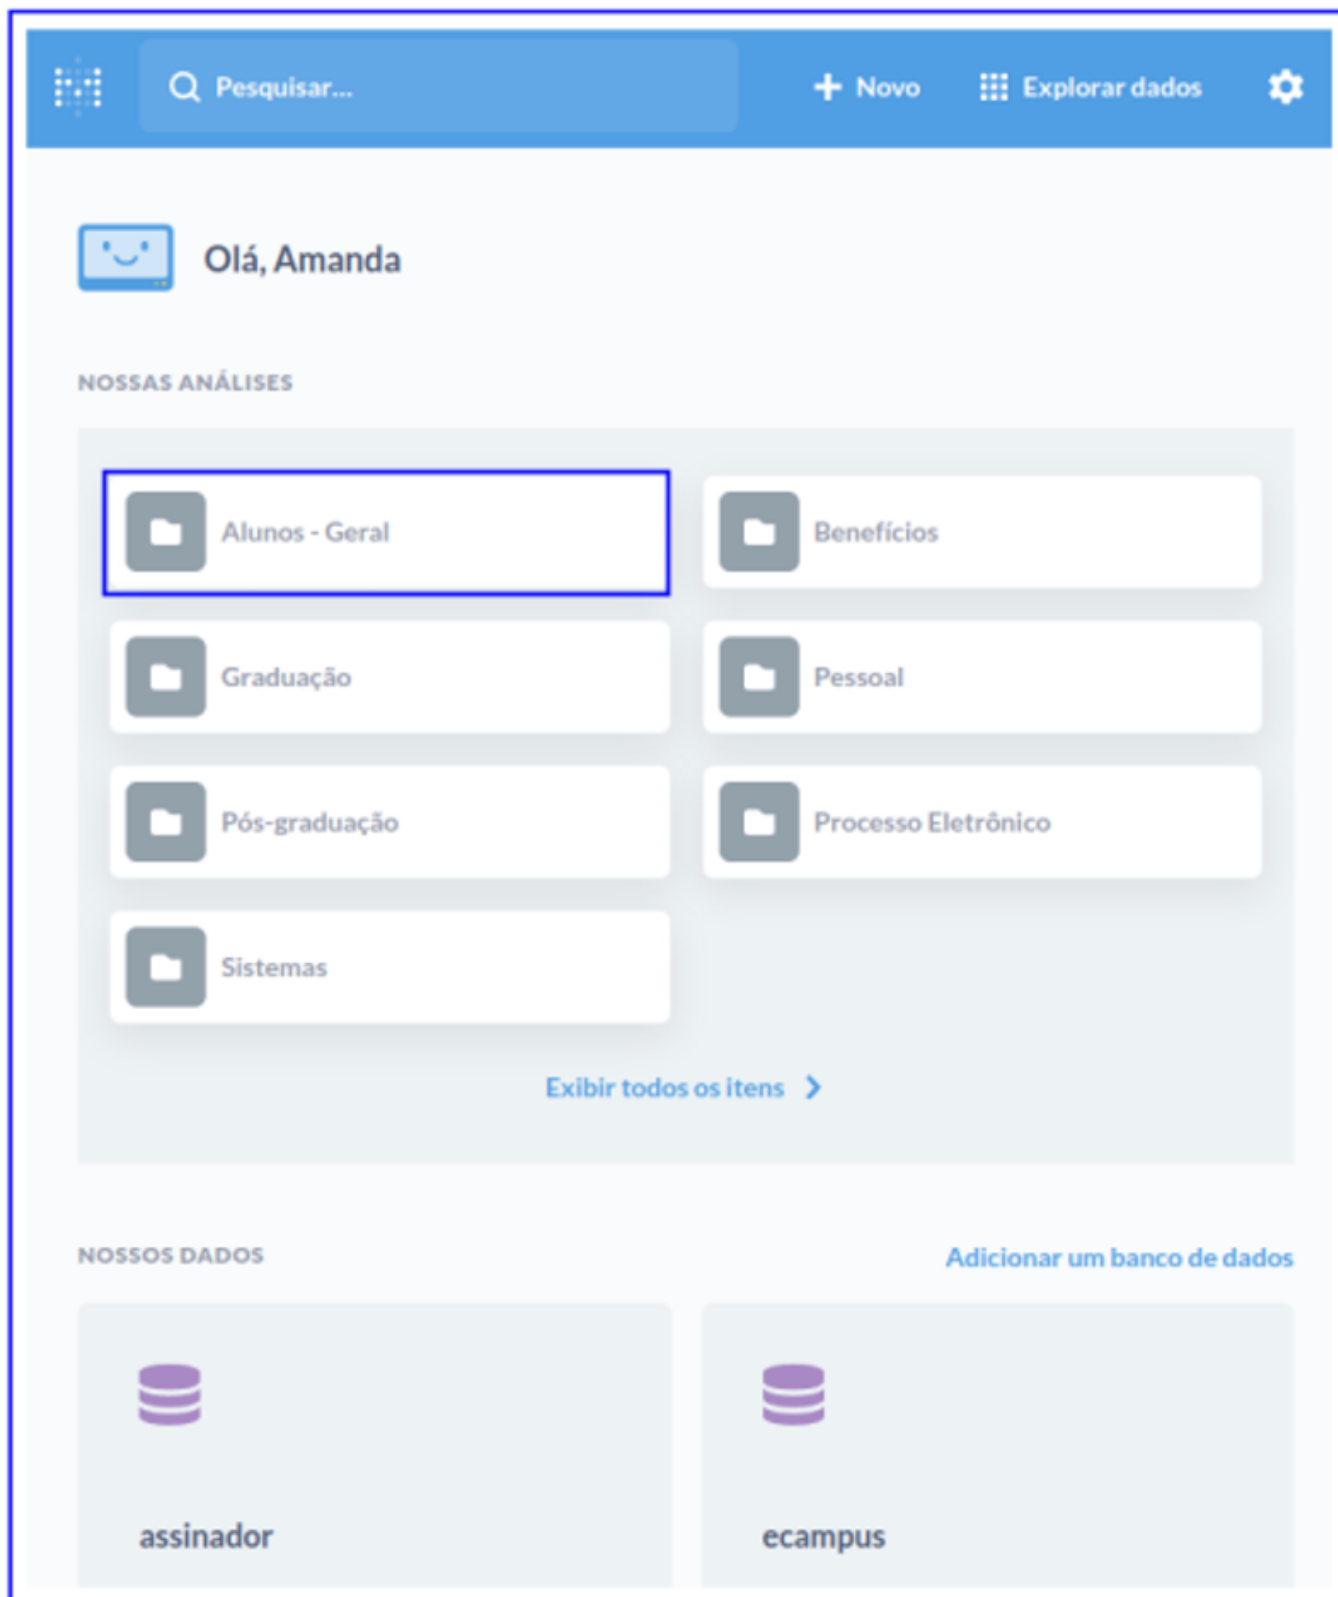 Pesquisar...
Novo
Explorar dados
Olá, Amanda
NOSSAS ANÁLISES
Alunos - Geral
Benefícios
Graduação
Pessoal
Pós-graduação
Processo Eletrônico
Sistemas
Exibir todos os itens
NOSSOS DADOS
Adicionar um banco de dados
assinador
ecampus